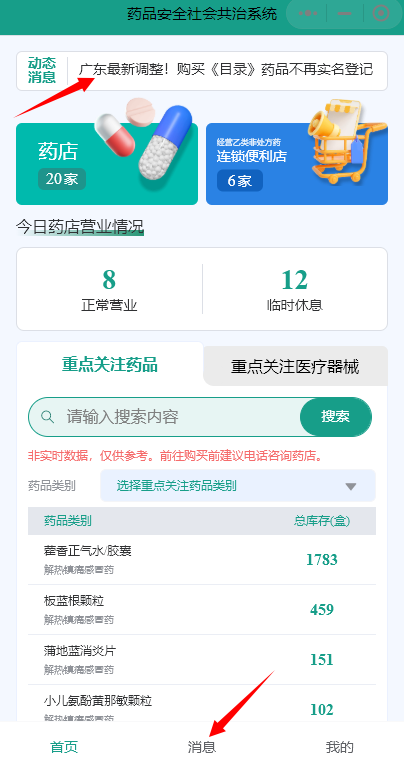 药品安全社会共治系统
动态
消息
广东最新调整！购买《目录》药品不再实名登记
药店
20家
经营乙类非处方药
连锁便利店
6家
今日药店营业情况
8
正常营业
12
临时休息
重点关注药品
重点关注医疗器械
请输入搜索内容
搜索
非实时数据，仅供参考。前往购买前建议电话咨询药店。
药品类别
选择重点关注药品类别
药品类别
总库存(盒)
藿香正气水/胶囊
解热镇痛感冒药
1783
板蓝根颗粒
解热镇痛感冒药
459
蒲地蓝消炎片
解热镇痛感冒药
151
小儿氨酚黄那敏颗粒
解热镇痛感冒药
102
首页
消息
我的